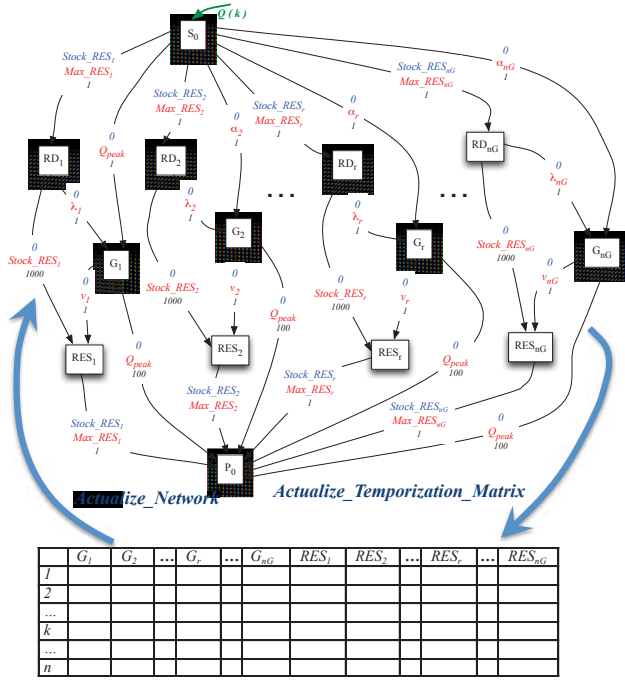 Q(k)
S0
0
Stock_RES1
Max_RES1
1
Stock_RESnG
Max_RESnG
1
αnG
1
Stock_RES2
Max_RES2
1
0
α2
1
Stock_RESr
Max_RESr
1
0
αr
1
0
Qpeak
1
RD1
RD2
RDr
RDnG
...
...
0
λ1
1
0
λ2
1
0
λr
1
0
λnG
1
G1
G2
Gr
GnG
0
Stock_RES1
1000
0
v1
1
0
Stock_RES2
1000
0
v2
1
0
Qpeak
100
0
Stock_RESr
1000
0
vr
1
0
Stock_RESnG
1000
0
vnG
1
RES1
RES2
RESr
RESnG
0
Qpeak
100
0
Qpeak
100
Stock_RES1
Max_RES1
1
Stock_RES2
Max_RES2
1
Stock_RESr
Max_RESr
1
Stock_RESnG
Max_RESnG
1
0
Qpeak
100
P0
Actualize_Network
Actualize_Temporization_Matrix
G1 G2 ... Gr ... GnG RES1 RES2 ... RESr ... RESnG
1
2
...
k
...
n